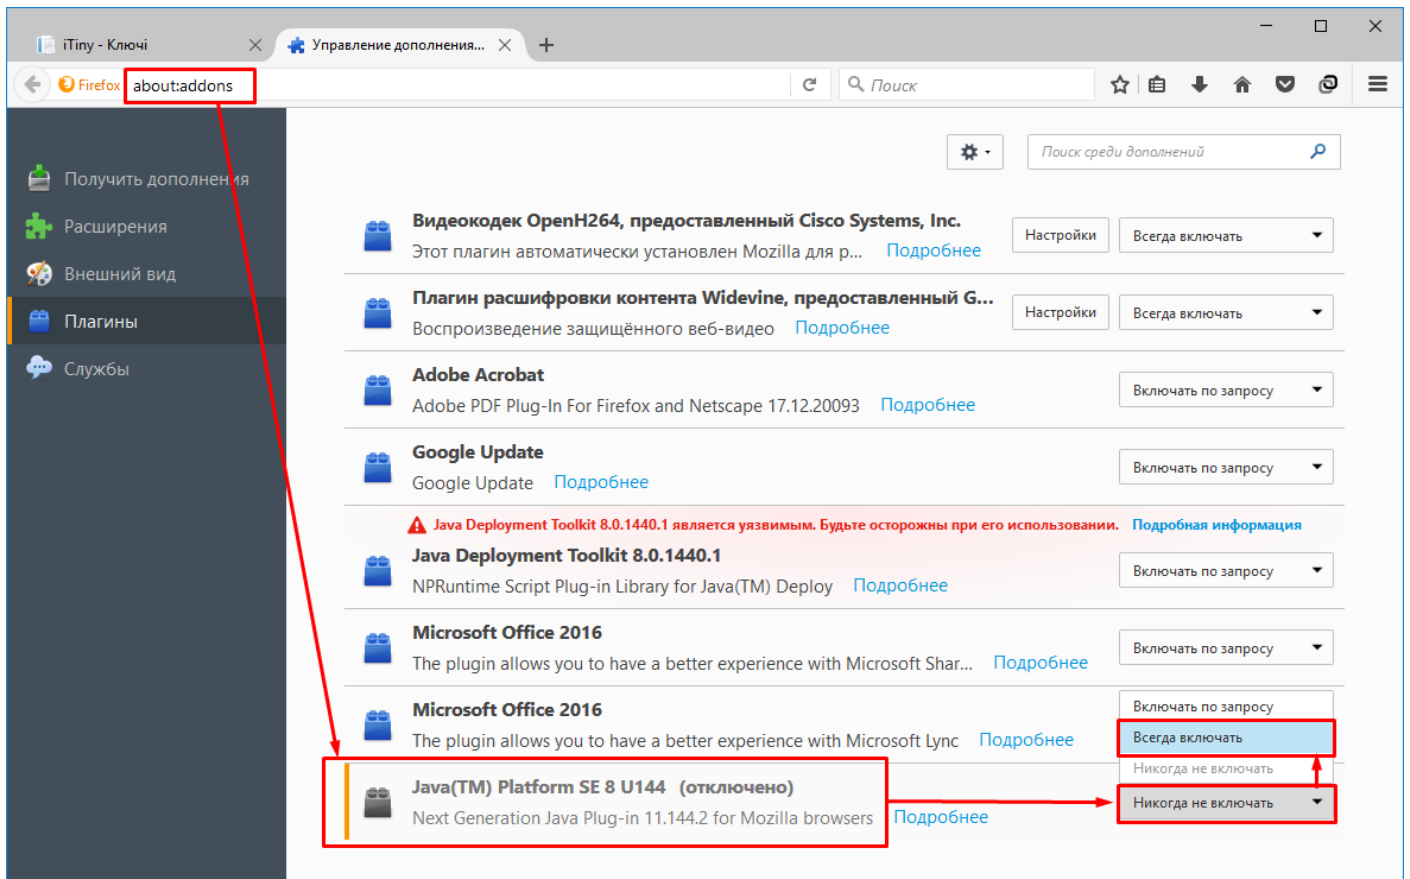 iTiny - Ключі
Управление дополнения...
Firefox about:addons
Поиск
Поиск среди дополнений
Получить дополнения
Расширения
Внешний вид
Плагины
Службы
Видеокодек OpenH264, предоставленный Cisco Systems, Inc.
Этот плагин автоматически установлен Mozilla для р... Подробнее
Настройки
Всегда включать
Плагин расшифровки контента Widevine, предоставленный G...
Воспроизведение защищённого веб-видео Подробнее
Настройки
Всегда включать
Adobe Acrobat
Adobe PDF Plug-In For Firefox and Netscape 17.12.20093 Подробнее
Включать по запросу
Google Update
Google Update Подробнее
Включать по запросу
Java Deployment Toolkit 8.0.1440.1 является уязвимым. Будьте осторожны при его использовании. Подробная информация
Java Deployment Toolkit 8.0.1440.1
NPRuntime Script Plug-in Library for Java(TM) Deploy Подробнее
Включать по запросу
Microsoft Office 2016
The plugin allows you to have a better experience with Microsoft Shar... Подробнее
Включать по запросу
Microsoft Office 2016
The plugin allows you to have a better experience with Microsoft Lync Подробнее
Включать по запросу
Всегда включать
Никогда не включать
Java(TM) Platform SE 8 U144 (отключено)
Next Generation Java Plug-in 11.144.2 for Mozilla browsers Подробнее
Никогда не включать